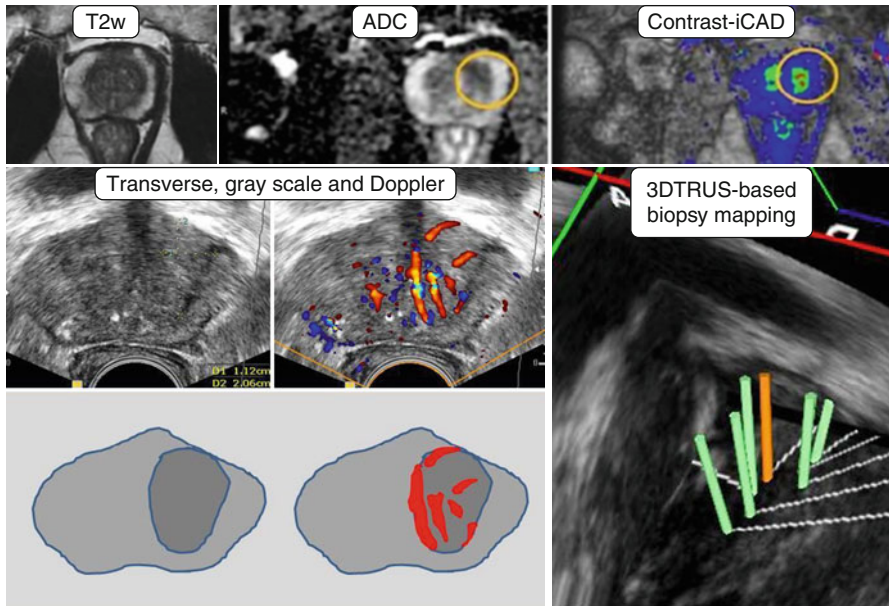 T2w
ADC
Contrast-iCAD
Transverse, gray scale and Doppler
3DTRUS-based
biopsy mapping
D1 1.12cm
D2 2.06cm